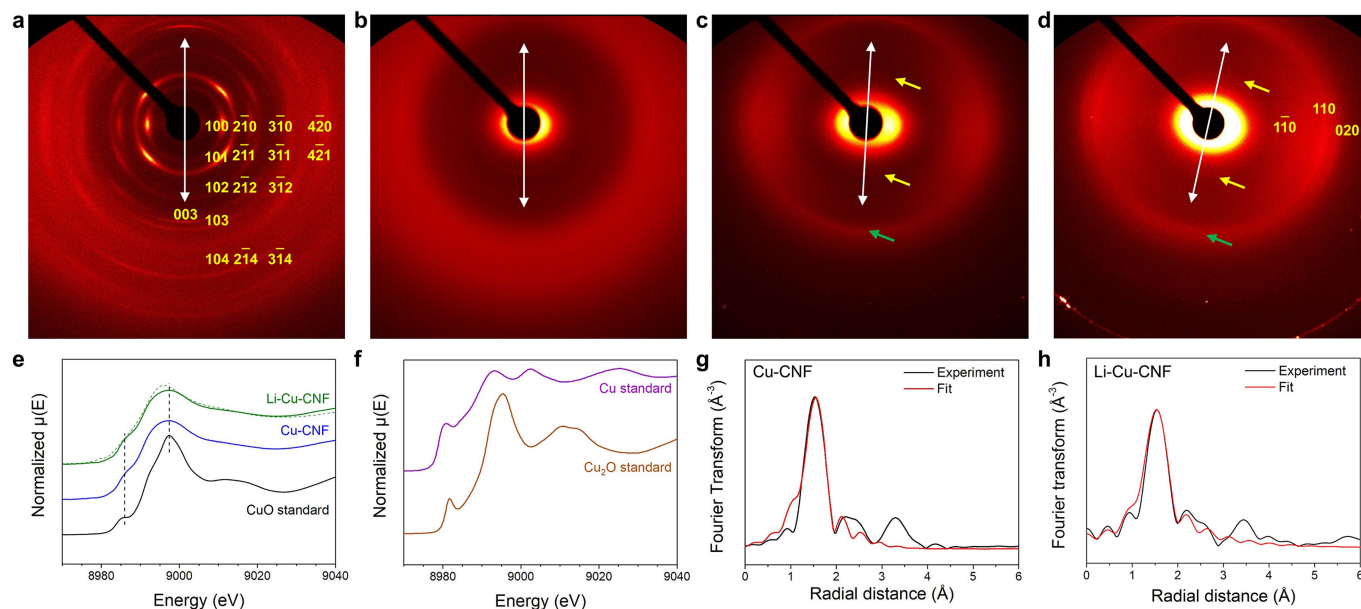 a
b
c
d
100 2̅10 3̅10 4̅20
101 2̅11 3̅11 4̅21
102 2̅12 3̅12
003 103
104 2̅14 3̅14
110
11̅0
020
e
Normalized μ(E)
Li-Cu-CNF
Cu-CNF
CuO standard
8980 9000 9020 9040
Energy (eV)
f
Normalized μ(E)
Cu standard
Cu₂O standard
8980 9000 9020 9040
Energy (eV)
g
Cu-CNF
Experiment
Fit
Fourier Transform (Å⁻³)
0 1 2 3 4 5 6
Radial distance (Å)
h
Li-Cu-CNF
Experiment
Fit
Fourier transform (Å⁻³)
0 1 2 3 4 5 6
Radial distance (Å)